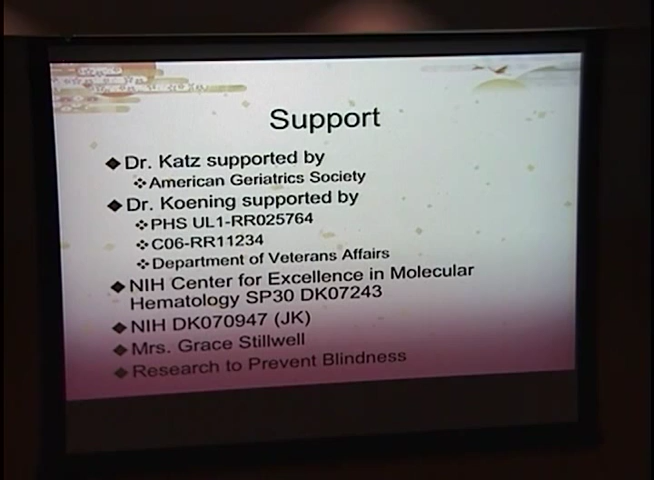 Support
Dr. Katz supported by
American Geriatrics Society
Dr. Koening supported by
PHS UL1-RR025764
C06-RR11234
Department of Veterans Affairs
NIH Center for Excellence in Molecular
Hematology SP30 DK07243
NIH DK070947 (JK)
Mrs. Grace Stillwell
Research to Prevent Blindness